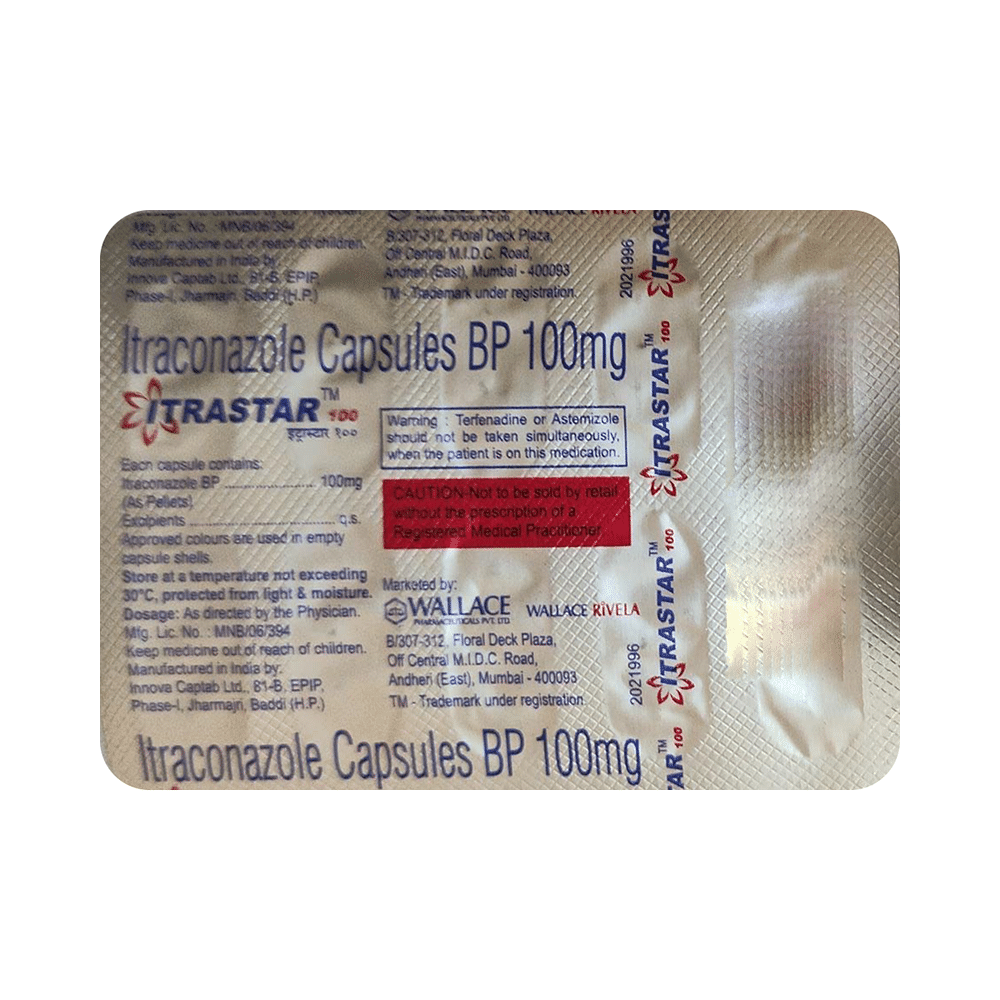 Mfg. Lic. No. : MNB/06/394
Keep medicine out of reach of children.
Manufactured in India by:
Innova Captab Ltd., 81-B, EPIP,
Phase-I, Jharmajri, Baddi (H.P.)
WALLACE RIVELA
B/307-312, Floral Deck Plaza,
Off Central M.I.D.C. Road,
Andheri (East), Mumbai - 400093
TM - Trademark under registration.
Itraconazole Capsules BP 100mg
ITRASTAR™ 100
इट्रास्टार १००
Each capsule contains:
Itraconazole BP .................... 100mg
(As Pellets)
Excipients ................................ q.s.
Approved colours are used in empty
capsule shells.
Store at a temperature not exceeding
30°C, protected from light & moisture.
Dosage: As directed by the Physician.
Mfg. Lic. No. : MNB/06/394
Keep medicine out of reach of children.
Manufactured in India by:
Innova Captab Ltd., 81-B, EPIP,
Phase-I, Jharmajri, Baddi (H.P.)
Warning : Terfenadine or Astemizole
should not be taken simultaneously,
when the patient is on this medication.
CAUTION-Not to be sold by retail
without the prescription of a
Registered Medical Practitioner.
Marketed by:
WALLACE
PHARMACEUTICALS PVT. LTD.
WALLACE RIVELA
B/307-312, Floral Deck Plaza,
Off Central M.I.D.C. Road,
Andheri (East), Mumbai - 400093
TM - Trademark under registration.
Itraconazole Capsules BP 100mg
2021996
ITRAS
ITRASTAR™ 100
ITRASTAR™ 100
2021996
TAR™ 100